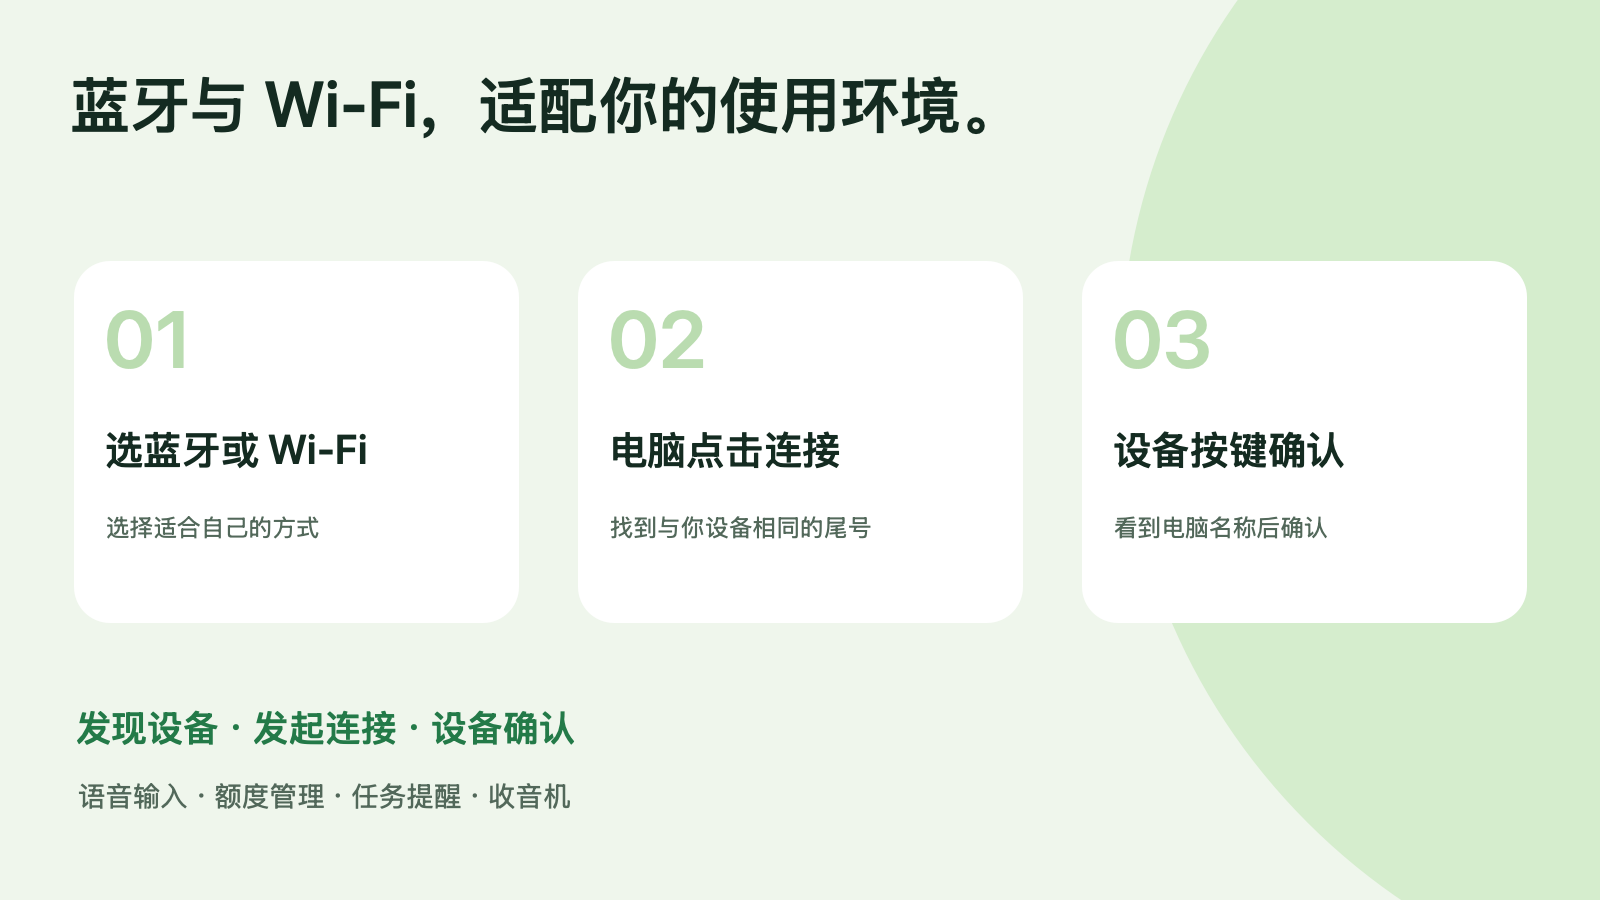 蓝牙与 Wi-Fi，适配你的使用环境。
01
选蓝牙或 Wi-Fi
选择适合自己的方式
02
电脑点击连接
找到与你设备相同的尾号
03
设备按键确认
看到电脑名称后确认
发现设备 · 发起连接 · 设备确认
语音输入 · 额度管理 · 任务提醒 · 收音机